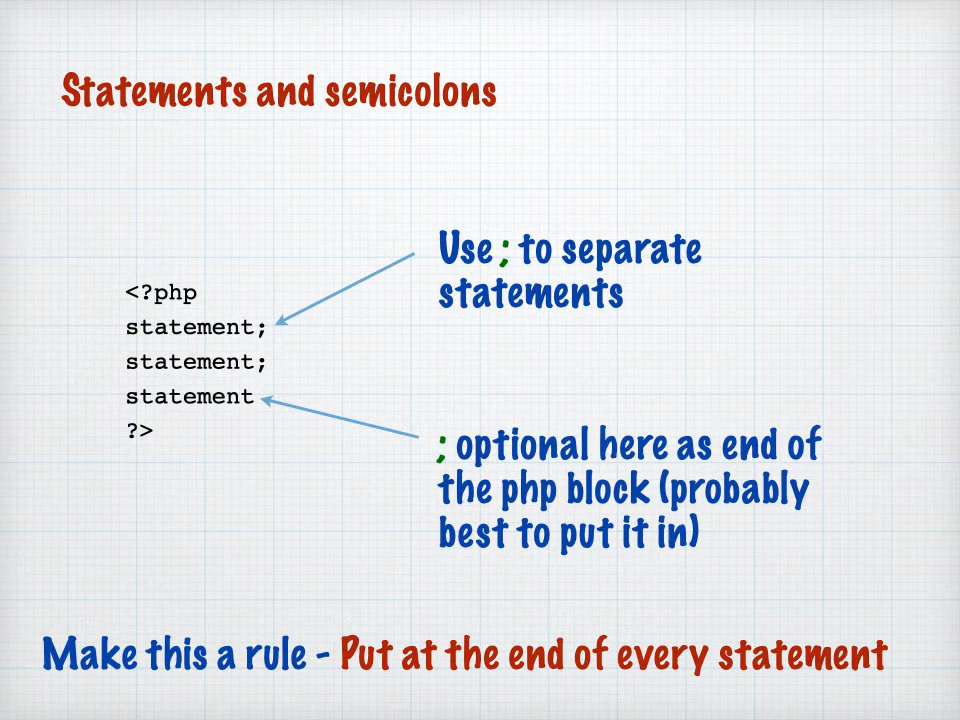 Statements and semicolons
Use ; to separate
statements
<?php
statement;
statement;
statement
?>
; optional here as end of
the php block (probably
best to put it in)
Make this a rule - Put at the end of every statement